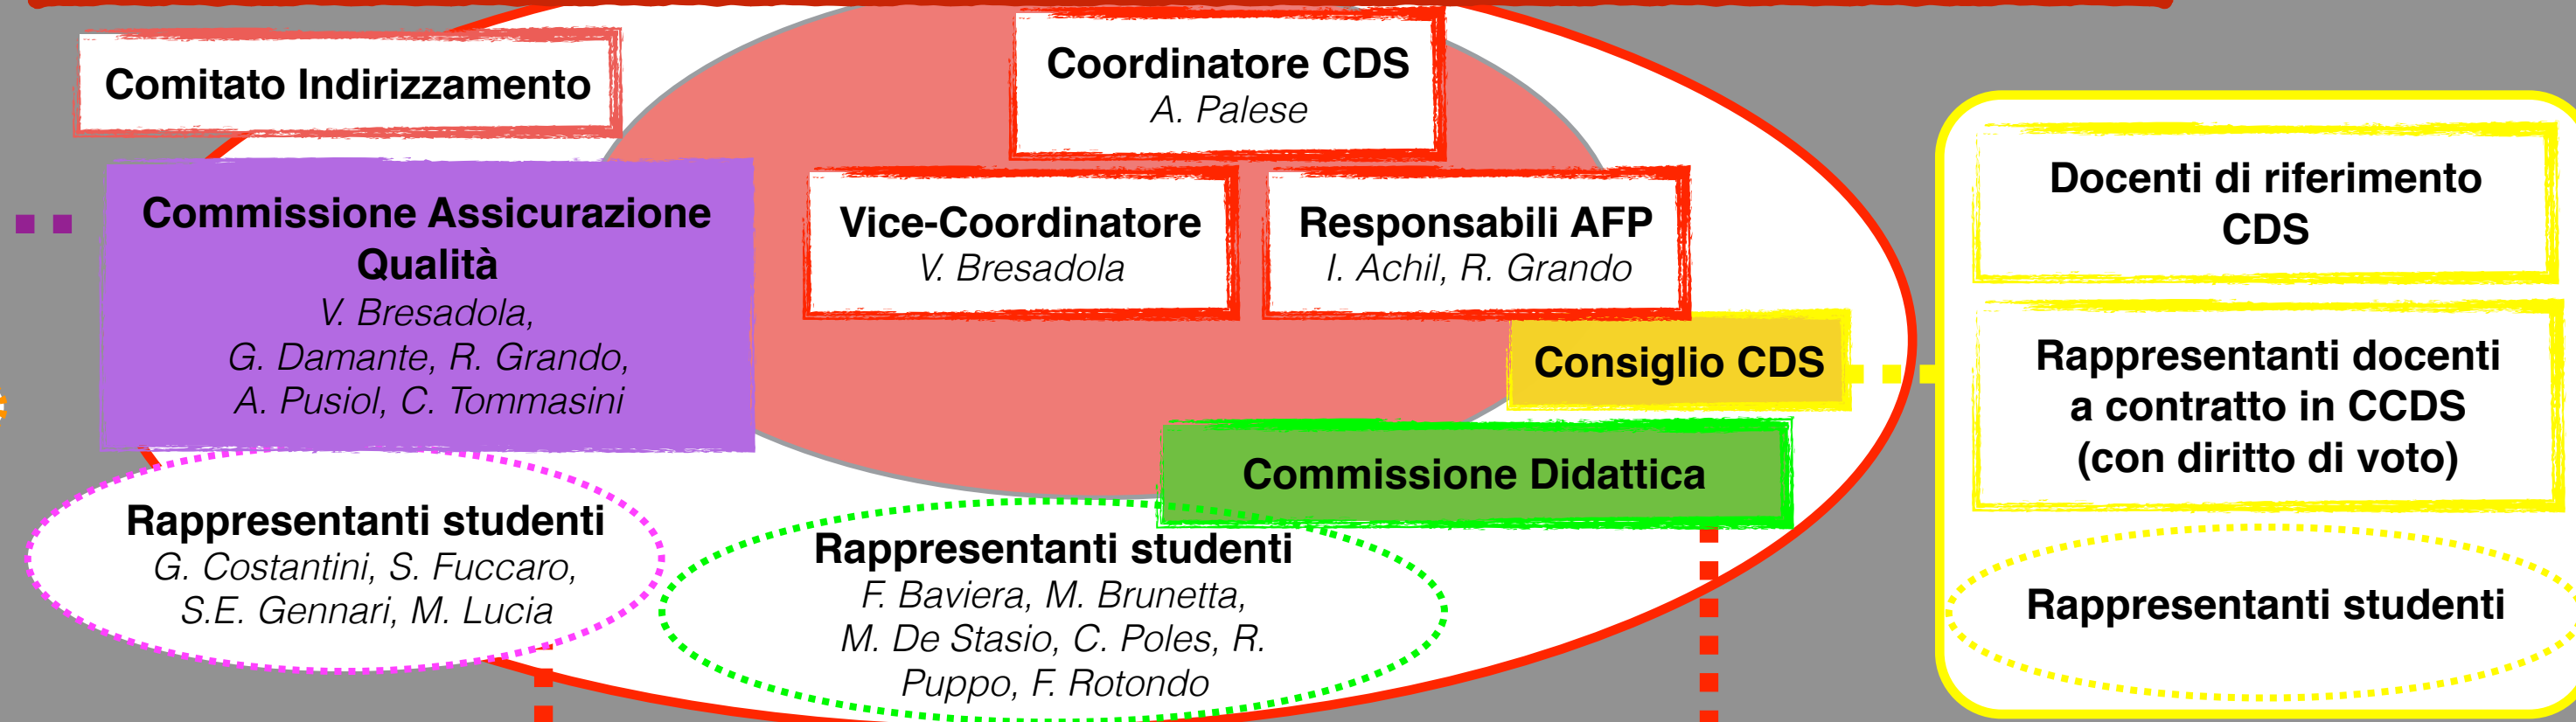 Comitato Indirizzamento
Coordinatore CDS
A. Palese
Commissione Assicurazione
Qualità
V. Bresadola,
G. Damante, R. Grando,
A. Pusiol, C. Tommasini
Vice-Coordinatore
V. Bresadola
Responsabili AFP
I. Achil, R. Grando
Consiglio CDS
Commissione Didattica
Rappresentanti studenti
G. Costantini, S. Fuccaro,
S.E. Gennari, M. Lucia
Rappresentanti studenti
F. Baviera, M. Brunetta,
M. De Stasio, C. Poles, R.
Puppo, F. Rotondo
Docenti di riferimento
CDS
Rappresentanti docenti
a contratto in CCDS
(con diritto di voto)
Rappresentanti studenti